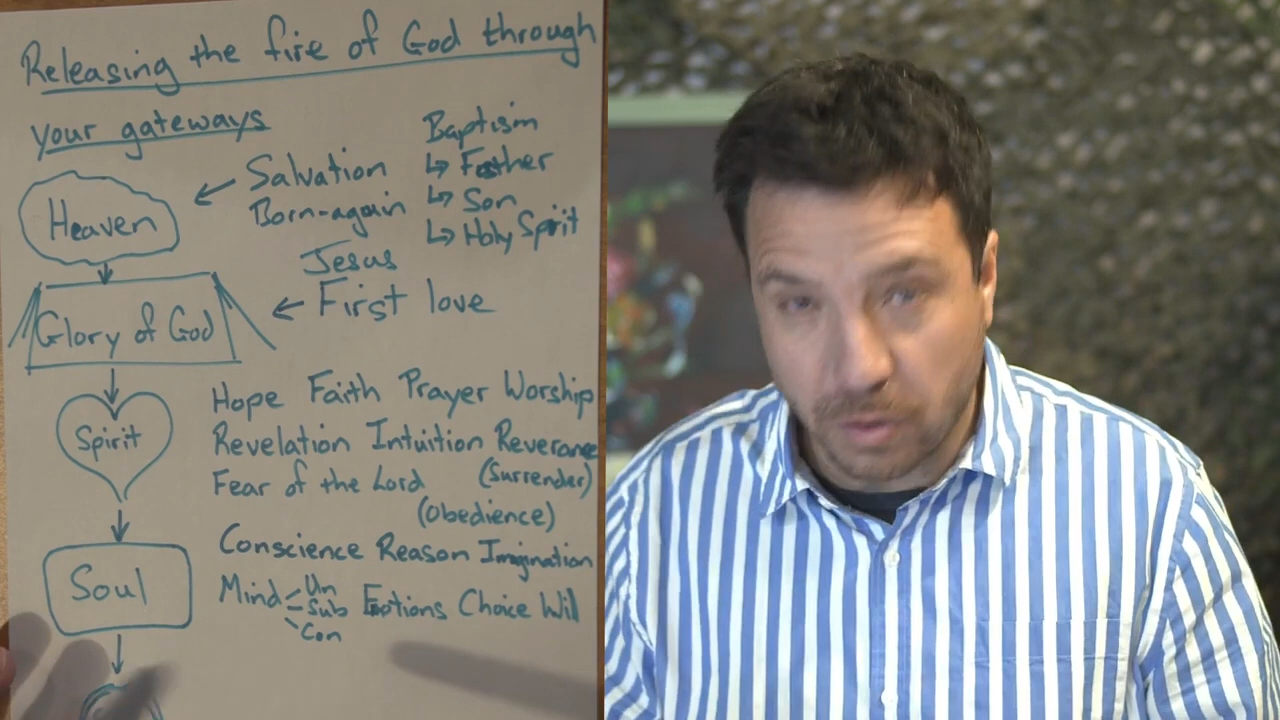 Releasing the fire of God through
your gateways
Baptism
↳ Father
↳ Son
↳ Holy Spirit
Heaven
← Salvation
Born-again
Jesus
← First love
Glory of God
Spirit
Hope Faith Prayer Worship
Revelation Intuition Reverance
Fear of the Lord (Surrender)
(Obedience)
Soul
Conscience Reason Imagination
Mind Un Sub Con Emotions Choice Will